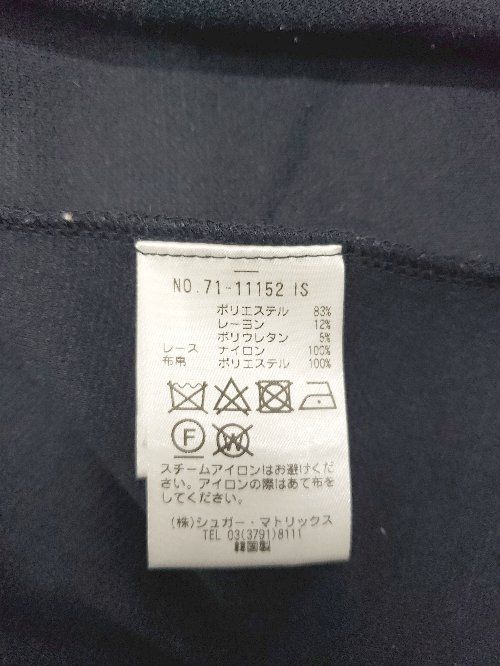 NO.71-11152 IS
ポリエステル 83%
レーヨン 12%
ポリウレタン 5%
レース ナイロン 100%
布帛 ポリエステル 100%
F W
スチームアイロンはお避けくだ
さい。アイロンの際はあて布を
してください。
(株)シュガー・マトリックス
TEL 03(3791)8111